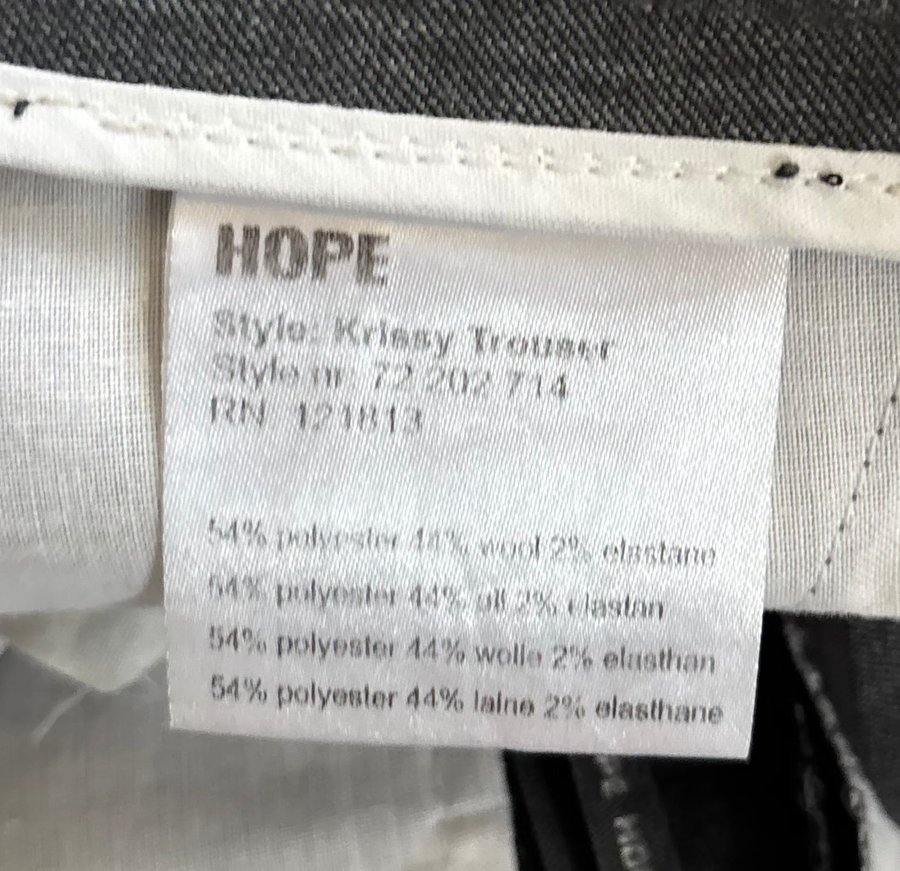 HOPE
Style: Krissy Trouser
Style nr: 72 202 714
RN 121813
54% polyester 44% wool 2% elastane
54% polyester 44% ull 2% elastan
54% polyester 44% wolle 2% elasthan
54% polyester 44% laine 2% elasthane